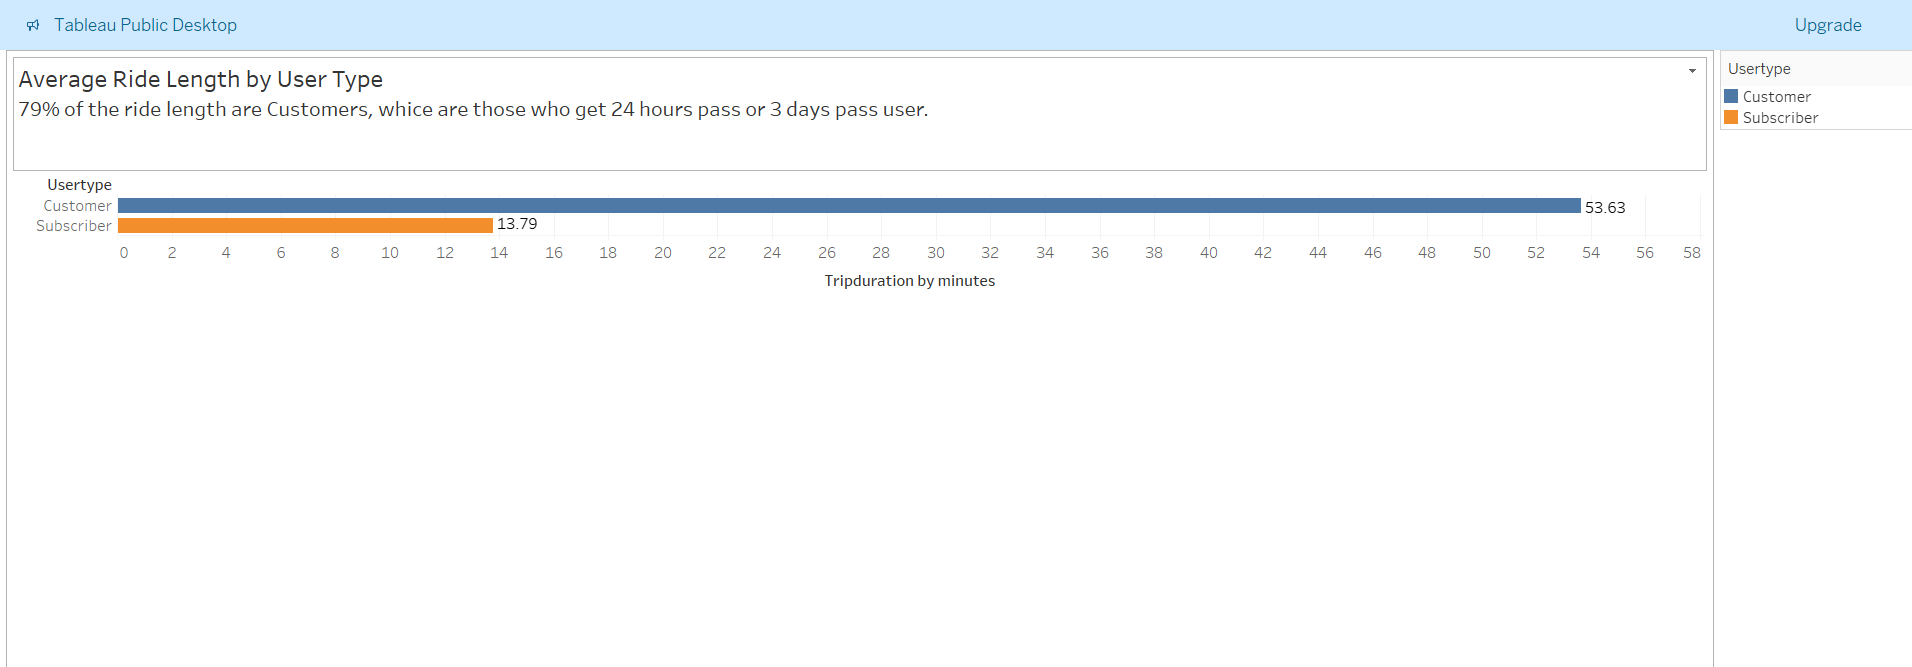 Tableau Public Desktop
Upgrade
Average Ride Length by User Type
79% of the ride length are Customers, whice are those who get 24 hours pass or 3 days pass user.
Usertype
Customer
Subscriber
Usertype
Customer 53.63
Subscriber 13.79
0 2 4 6 8 10 12 14 16 18 20 22 24 26 28 30 32 34 36 38 40 42 44 46 48 50 52 54 56 58
Tripduration by minutes